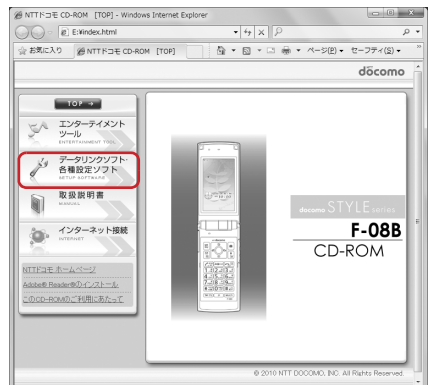 NTTドコモ CD-ROM [TOP] - Windows Internet Explorer
E:¥index.html
お気に入り
NTTドコモ CD-ROM [TOP]
ページ(P)
セーフティ(S)
döcomo
TOP
エンターテイメント
ツール
ENTERTAINMENT TOOL
データリンクソフト・
各種設定ソフト
SETUP SOFTWARE
取扱説明書
MANUAL
インターネット接続
INTERNET
NTTドコモ ホームページ
Adobe® Reader®のインストール
このCD-ROMのご利用にあたって
docomo STYLE series
F-08B
CD-ROM
© 2010 NTT DOCOMO, INC. All Rights Reserved.